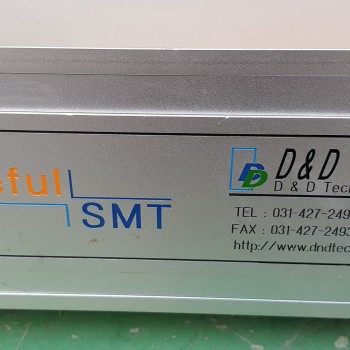 sful
SMT
D&D
D & D Tec
TEL : 031-427-249
FAX : 031-427-2493
http://www.dndtec